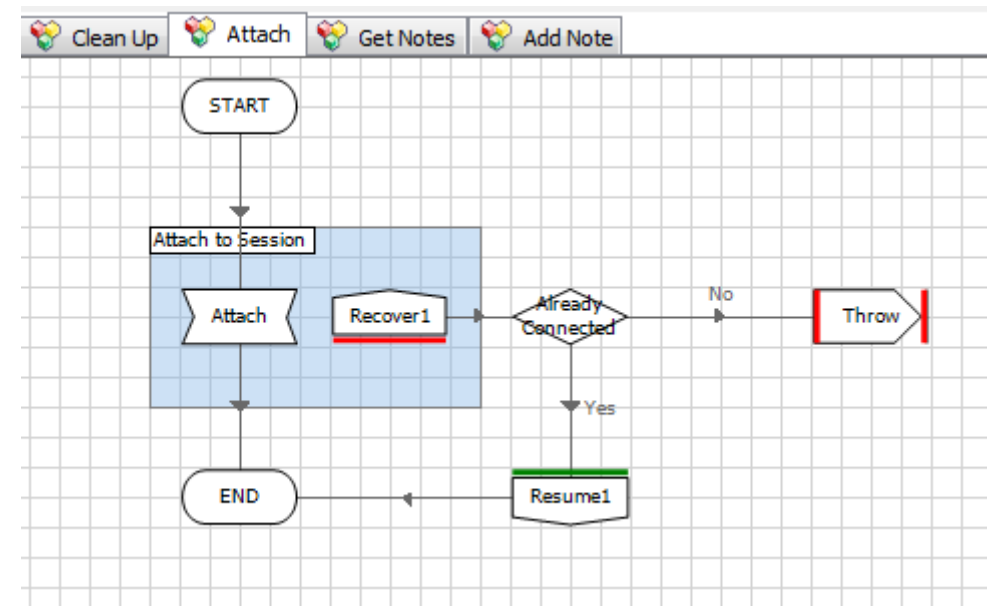 Clean Up
Attach
Get Notes
Add Note
START
Attach to Session
Attach
Recover1
Already
Connected
No
Throw
Yes
END
Resume1